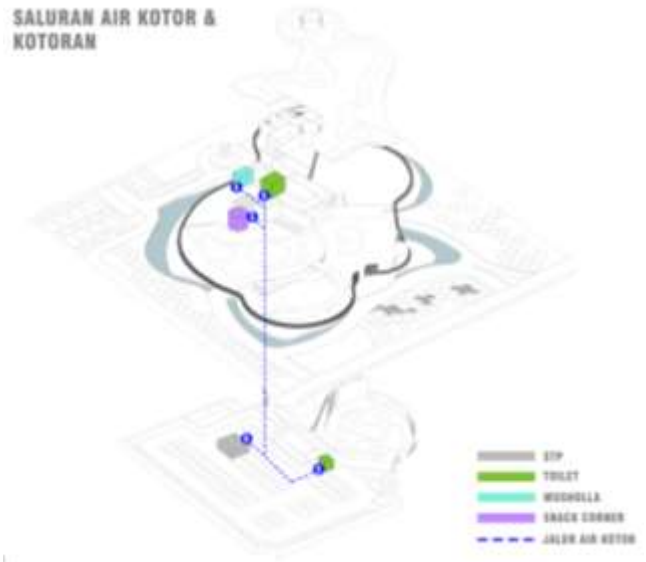 SALURAN AIR KOTOR &
KOTORAN
STP
TOILET
MUSHOLLA
SNACK CORNER
JALUR AIR KOTOR